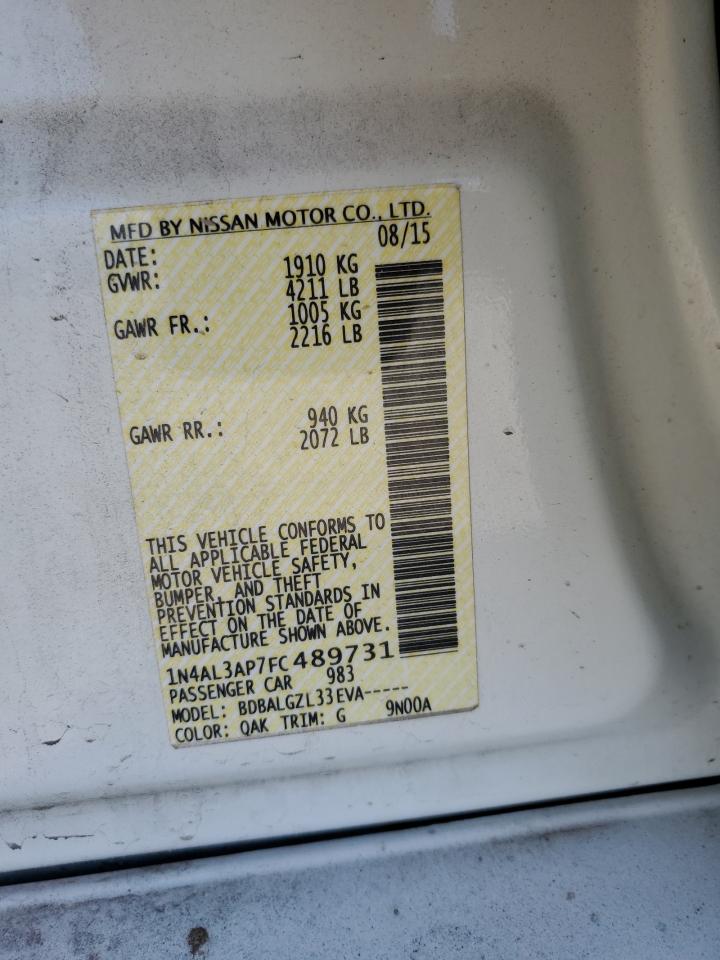 MFD BY NISSAN MOTOR CO., LTD.
DATE: 08/15
GVWR: 1910 KG
4211 LB
GAWR FR.: 1005 KG
2216 LB
GAWR RR.: 940 KG
2072 LB
THIS VEHICLE CONFORMS TO
ALL APPLICABLE FEDERAL
MOTOR VEHICLE SAFETY,
BUMPER, AND THEFT
PREVENTION STANDARDS IN
EFFECT ON THE DATE OF
MANUFACTURE SHOWN ABOVE.
1N4AL3AP7FC489731
PASSENGER CAR 983
MODEL: BDBALGZL33EVA-----
COLOR: QAK TRIM: G 9N00A